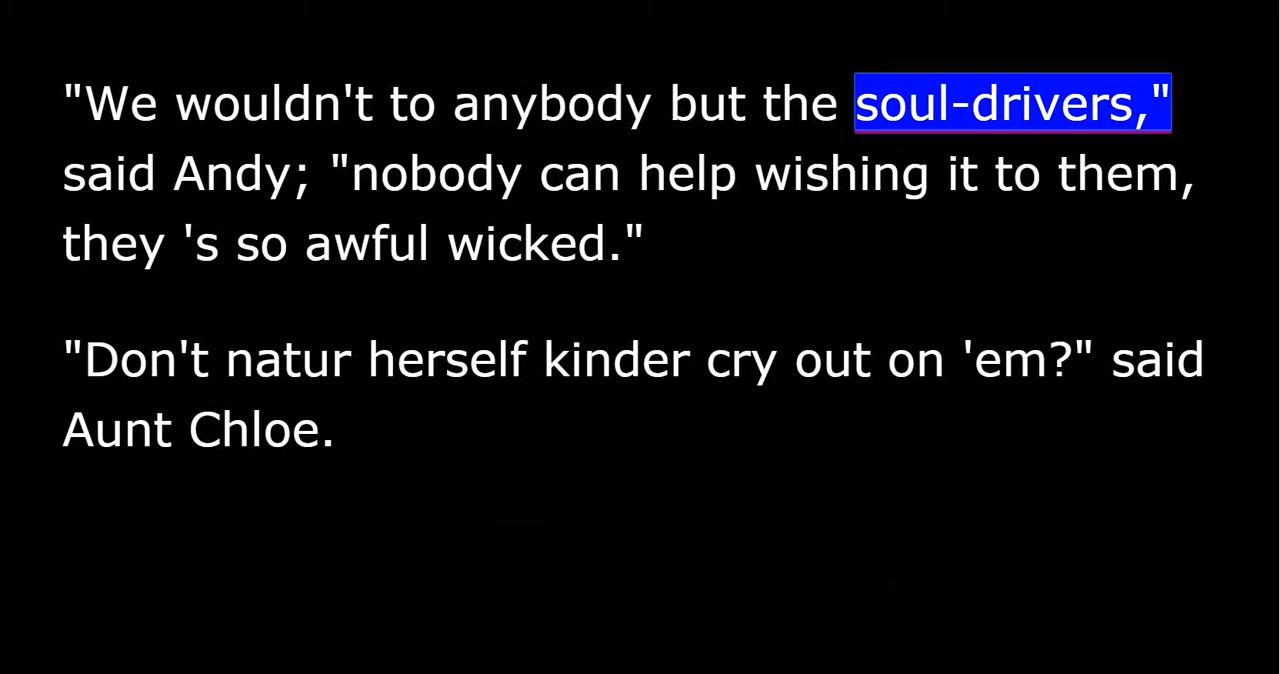 "We wouldn't to anybody but the soul-drivers,"
said Andy; "nobody can help wishing it to them,
they 's so awful wicked."
"Don't natur herself kinder cry out on 'em?" said
Aunt Chloe.